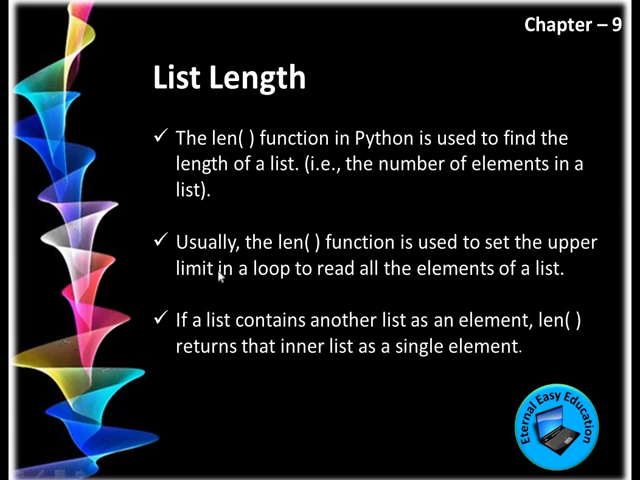 Chapter – 9
List Length
✓ The len( ) function in Python is used to find the
length of a list. (i.e., the number of elements in a
list).
✓ Usually, the len( ) function is used to set the upper
limit in a loop to read all the elements of a list.
✓ If a list contains another list as an element, len( )
returns that inner list as a single element.
Eternal Easy Education